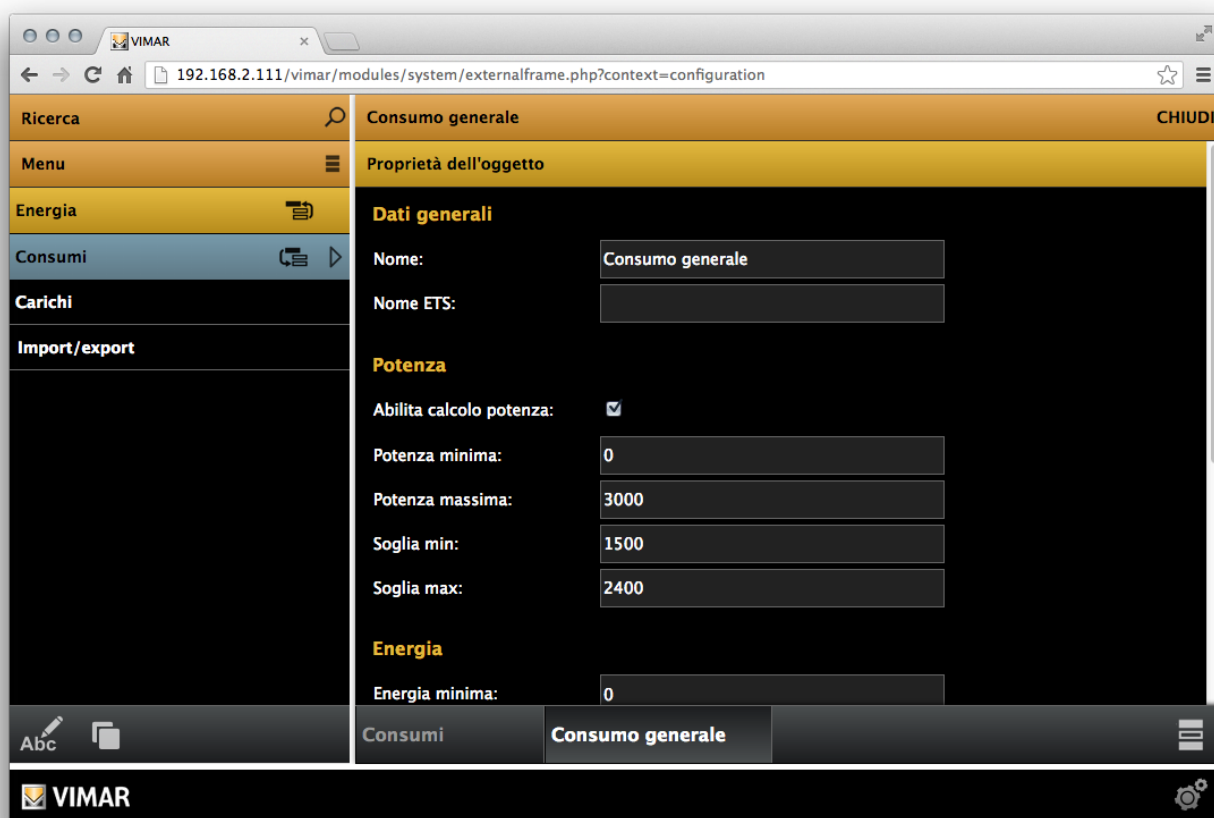 VIMAR
192.168.2.111/vimar/modules/system/externalframe.php?context=configuration
Ricerca
Menu
Energia
Consumi
Carichi
Import/export
Abc
Consumo generale CHIUDI
Proprietà dell'oggetto
Dati generali
Nome: Consumo generale
Nome ETS:
Potenza
Abilita calcolo potenza:
Potenza minima: 0
Potenza massima: 3000
Soglia min: 1500
Soglia max: 2400
Energia
Energia minima: 0
Consumi Consumo generale
VIMAR